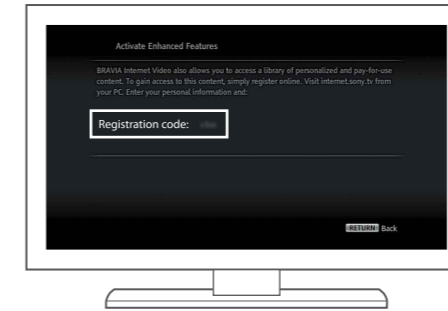 Activate Enhanced Features
BRAVIA Internet Video also allows you to access a library of personalized and pay-for-use
content. To gain access to this content, simply register online. Visit internet.sony.tv from
your PC. Enter your personal information and:
Registration code:
RETURN Back